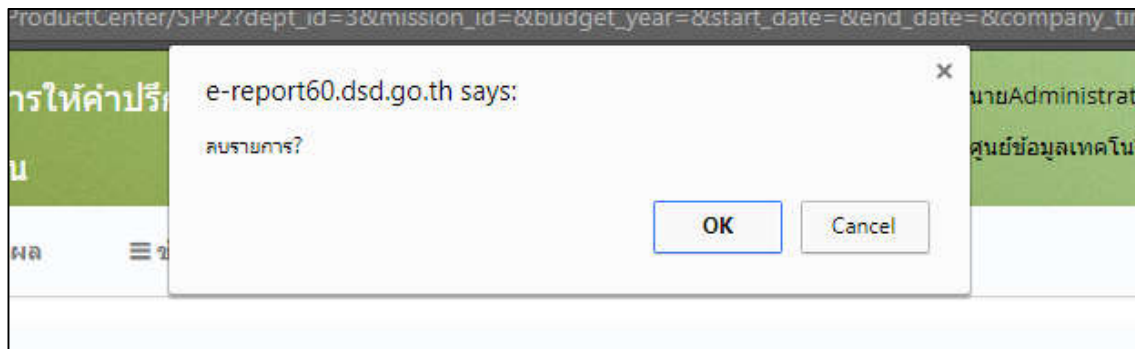 ProductCenter/SPP2?dept_id=3&mission_id=&budget_year=&start_date=&end_date=&company_ti
e-report60.dsd.go.th says:
ลบรายการ?
OK
Cancel
ารให้คำปรึก
น
นายAdministrat
ศูนย์ข้อมูลเทคโน
ผล